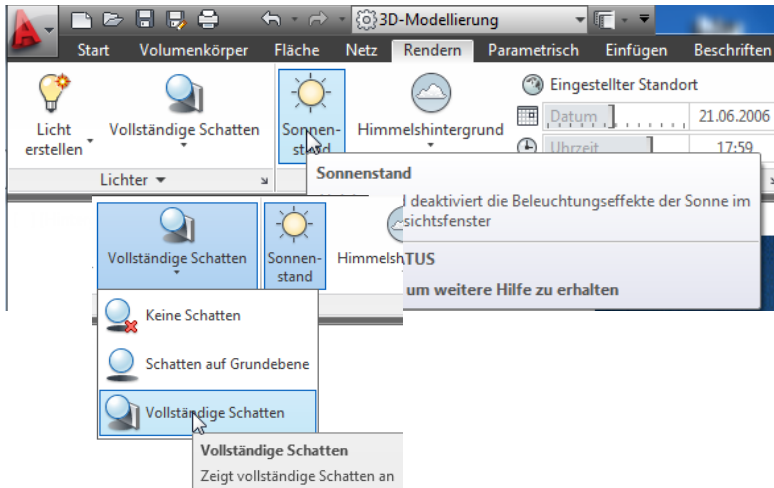 3D-Modellierung
Start Volumenkörper Fläche Netz Rendern Parametrisch Einfügen Beschriften
Licht erstellen
Vollständige Schatten
Sonnen-
stand
Himmelshintergrund
Eingestellter Standort
Datum 21.06.2006
Uhrzeit 17:59
Lichter
Sonnenstand
deaktiviert die Beleuchtungseffekte der Sonne im
sichtsfenster
TUS
um weitere Hilfe zu erhalten
Vollständige Schatten
Sonnen-
stand
Himmelsh
Keine Schatten
Schatten auf Grundebene
Vollständige Schatten
Vollständige Schatten
Zeigt vollständige Schatten an